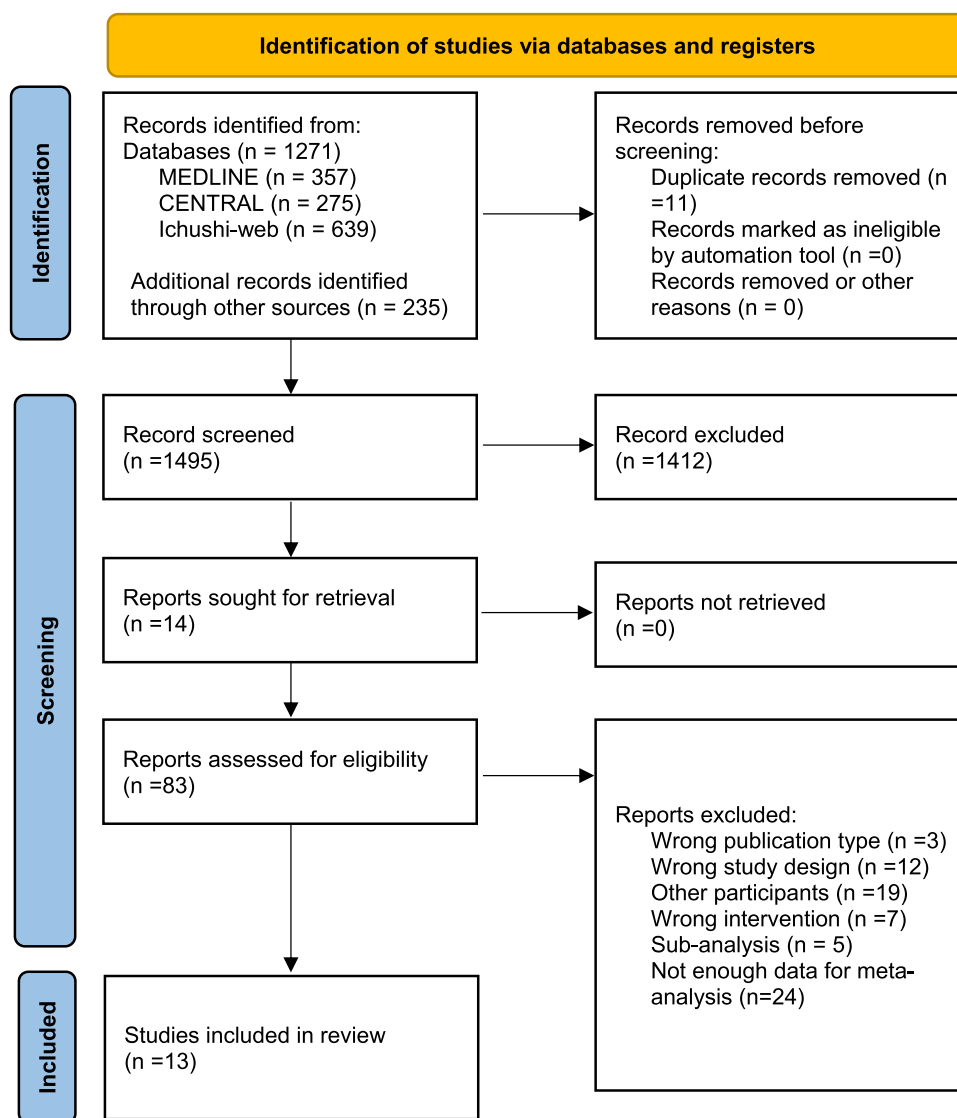 Identification of studies via databases and registers
Identification
Records identified from:
Databases (n = 1271)
MEDLINE (n = 357)
CENTRAL (n = 275)
Ichushi-web (n = 639)
Additional records identified
through other sources (n = 235)
Records removed before
screening:
Duplicate records removed (n
=11)
Records marked as ineligible
by automation tool (n =0)
Records removed or other
reasons (n = 0)
Screening
Record screened
(n =1495)
Record excluded
(n =1412)
Reports sought for retrieval
(n =14)
Reports not retrieved
(n =0)
Reports assessed for eligibility
(n =83)
Reports excluded:
Wrong publication type (n =3)
Wrong study design (n =12)
Other participants (n =19)
Wrong intervention (n =7)
Sub-analysis (n = 5)
Not enough data for meta-
analysis (n=24)
Included
Studies included in review
(n =13)